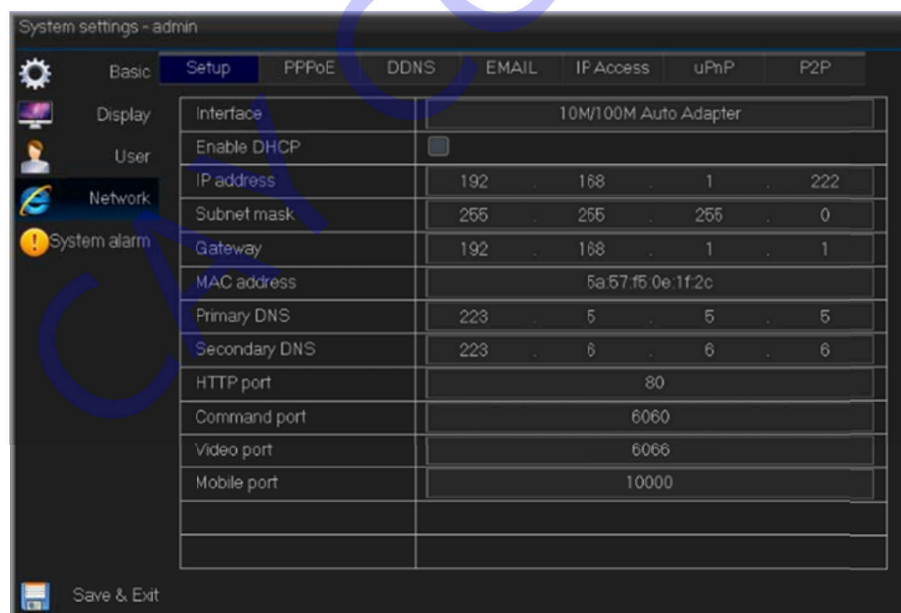 System settings - admin
Basic
Setup PPPoE DDNS EMAIL IP Access uPnP P2P
Display
Interface 10M/100M Auto Adapter
User
Enable DHCP
IP address 192 . 168 . 1 . 222
Network
Subnet mask 255 . 255 . 255 . 0
System alarm
Gateway 192 . 168 . 1 . 1
MAC address 5a:57:f5:0e:1f:2c
Primary DNS 223 . 5 . 5 . 5
Secondary DNS 223 . 6 . 6 . 6
HTTP port 80
Command port 6060
Video port 6066
Mobile port 10000
Save & Exit